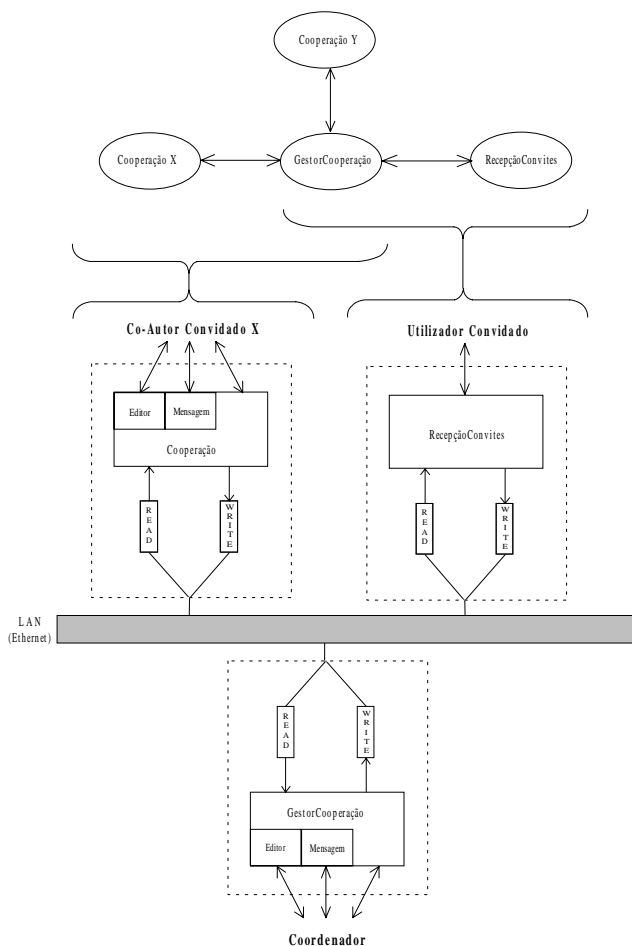 Cooperação Y
Cooperação X
GestorCooperação
RecepçãoConvites
Co-Autor Convidado X
Utilizador Convidado
Editor
Mensagem
Cooperação
RecepçãoConvites
READ
WRITE
READ
WRITE
LAN
(Ethernet)
READ
WRITE
GestorCooperação
Editor
Mensagem
Coordenador